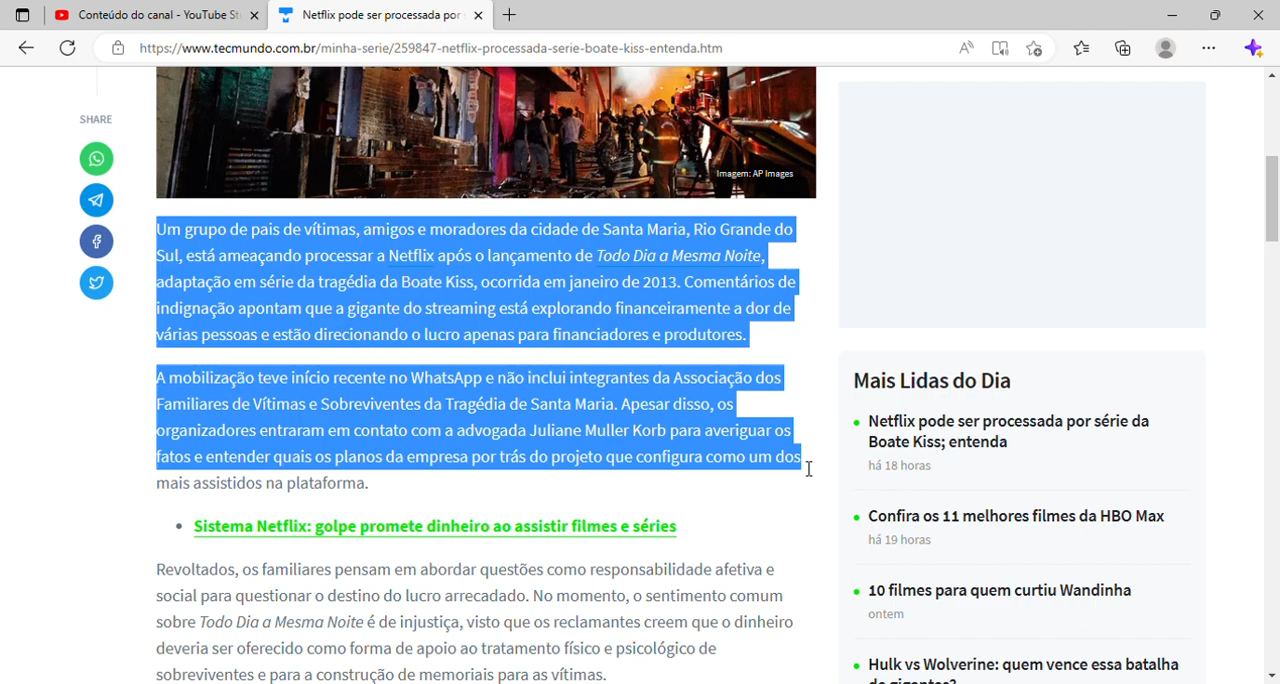 Conteúdo do canal - YouTube St
Netflix pode ser processada por
https://www.tecmundo.com.br/minha-serie/259847-netflix-processada-serie-boate-kiss-entenda.htm
SHARE
Imagem: AP Images
Um grupo de pais de vítimas, amigos e moradores da cidade de Santa Maria, Rio Grande do
Sul, está ameaçando processar a Netflix após o lançamento de Todo Dia a Mesma Noite,
adaptação em série da tragédia da Boate Kiss, ocorrida em janeiro de 2013. Comentários de
indignação apontam que a gigante do streaming está explorando financeiramente a dor de
várias pessoas e estão direcionando o lucro apenas para financiadores e produtores.
A mobilização teve início recente no WhatsApp e não inclui integrantes da Associação dos
Familiares de Vítimas e Sobreviventes da Tragédia de Santa Maria. Apesar disso, os
organizadores entraram em contato com a advogada Juliane Muller Korb para averiguar os
fatos e entender quais os planos da empresa por trás do projeto que configura como um dos
mais assistidos na plataforma.
Sistema Netflix: golpe promete dinheiro ao assistir filmes e séries
Revoltados, os familiares pensam em abordar questões como responsabilidade afetiva e
social para questionar o destino do lucro arrecadado. No momento, o sentimento comum
sobre Todo Dia a Mesma Noite é de injustiça, visto que os reclamantes creem que o dinheiro
deveria ser oferecido como forma de apoio ao tratamento físico e psicológico de
sobreviventes e para a construção de memoriais para as vítimas.
Mais Lidas do Dia
Netflix pode ser processada por série da
Boate Kiss; entenda
há 18 horas
Confira os 11 melhores filmes da HBO Max
há 19 horas
10 filmes para quem curtiu Wandinha
ontem
Hulk vs Wolverine: quem vence essa batalha
de gigantes?